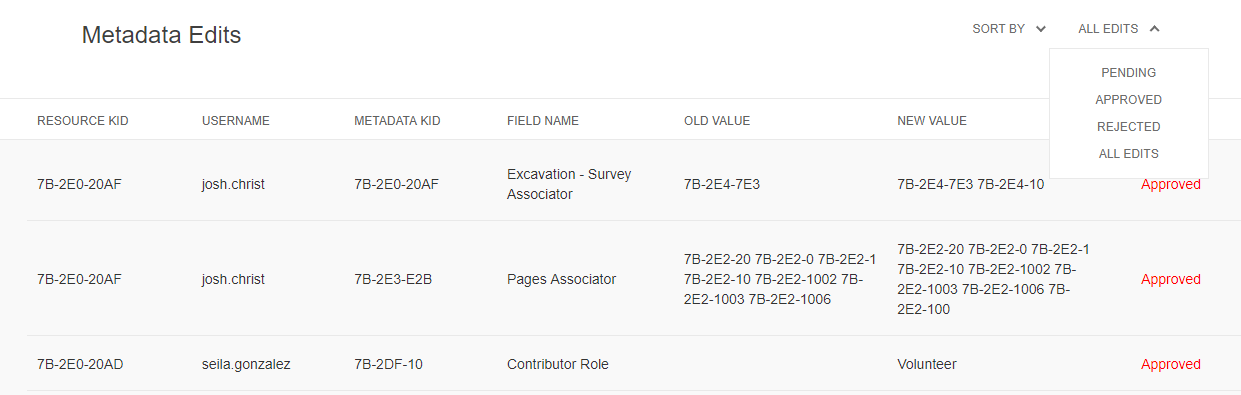 Metadata Edits
SORT BY
ALL EDITS
PENDING
APPROVED
REJECTED
ALL EDITS
RESOURCE KID USERNAME METADATA KID FIELD NAME OLD VALUE NEW VALUE
7B-2E0-20AF josh.christ 7B-2E0-20AF
Excavation - Survey
Associator
7B-2E4-7E3
7B-2E4-7E3 7B-2E4-10
Approved
7B-2E0-20AF josh.christ 7B-2E3-E2B Pages Associator
7B-2E2-20 7B-2E2-0 7B-2E2-1
7B-2E2-10 7B-2E2-1002 7B-
2E2-1003 7B-2E2-1006
7B-2E2-20 7B-2E2-0 7B-2E2-1
7B-2E2-10 7B-2E2-1002 7B-
2E2-1003 7B-2E2-1006 7B-
2E2-100
Approved
7B-2E0-20AD seila.gonzalez 7B-2DF-10 Contributor Role Volunteer Approved